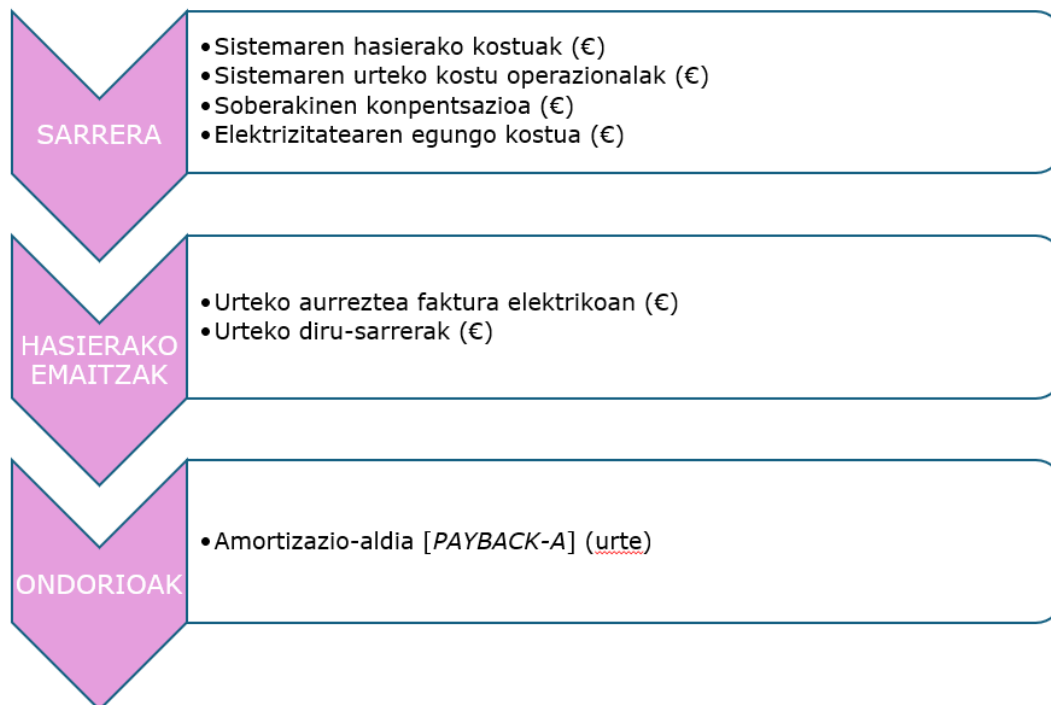 SARRERA
•Sistemaren hasierako kostuak (€)
•Sistemaren urteko kostu operazionalak (€)
•Soberakinen konpentsazioa (€)
•Elektrizitatearen egungo kostua (€)
HASIERAKO
EMAITZAK
•Urteko aurreztea faktura elektrikoan (€)
•Urteko diru-sarrerak (€)
ONDORIOAK
•Amortizazio-aldia [PAYBACK-A] (urte)